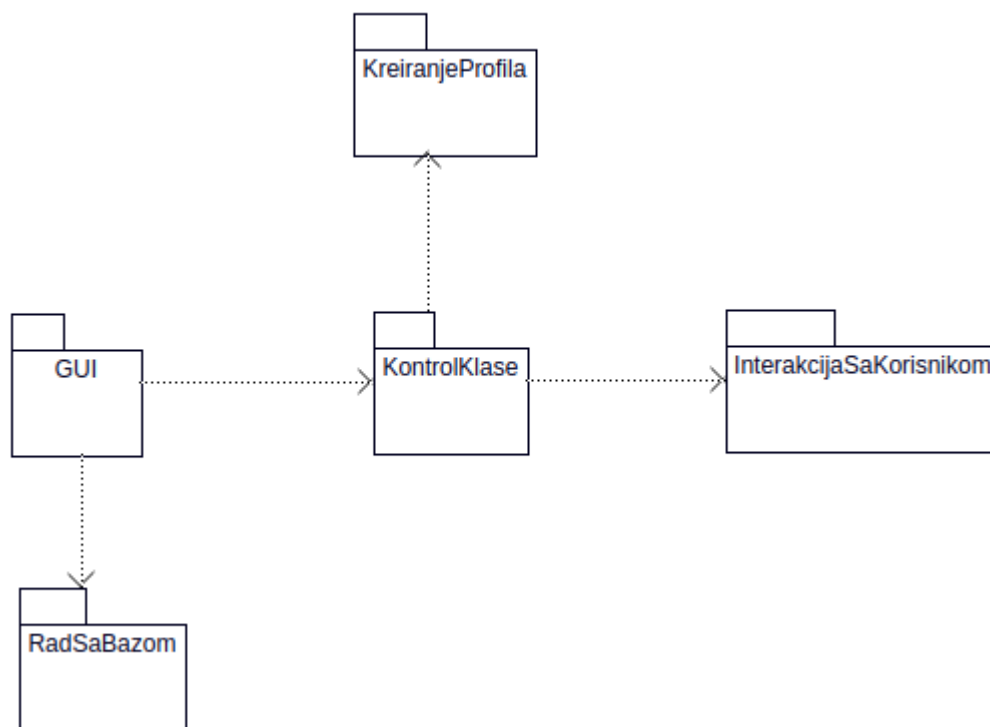 KreiranjeProfila
GUI
KontrolKlase
InterakcijaSaKorisnikom
RadSaBazom